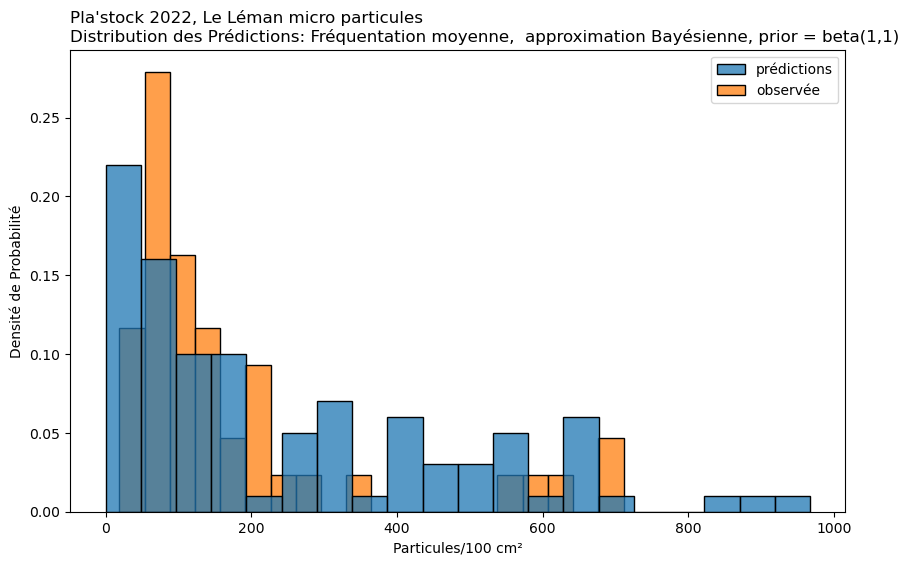 Pla'stock 2022, Le Léman micro particules
Distribution des Prédictions: Fréquentation moyenne,  approximation Bayésienne, prior = beta(1,1)
prédictions
observée
Densité de Probabilité
0.25
0.20
0.15
0.10
0.05
0.00
0 200 400 600 800 1000
Particules/100 cm²